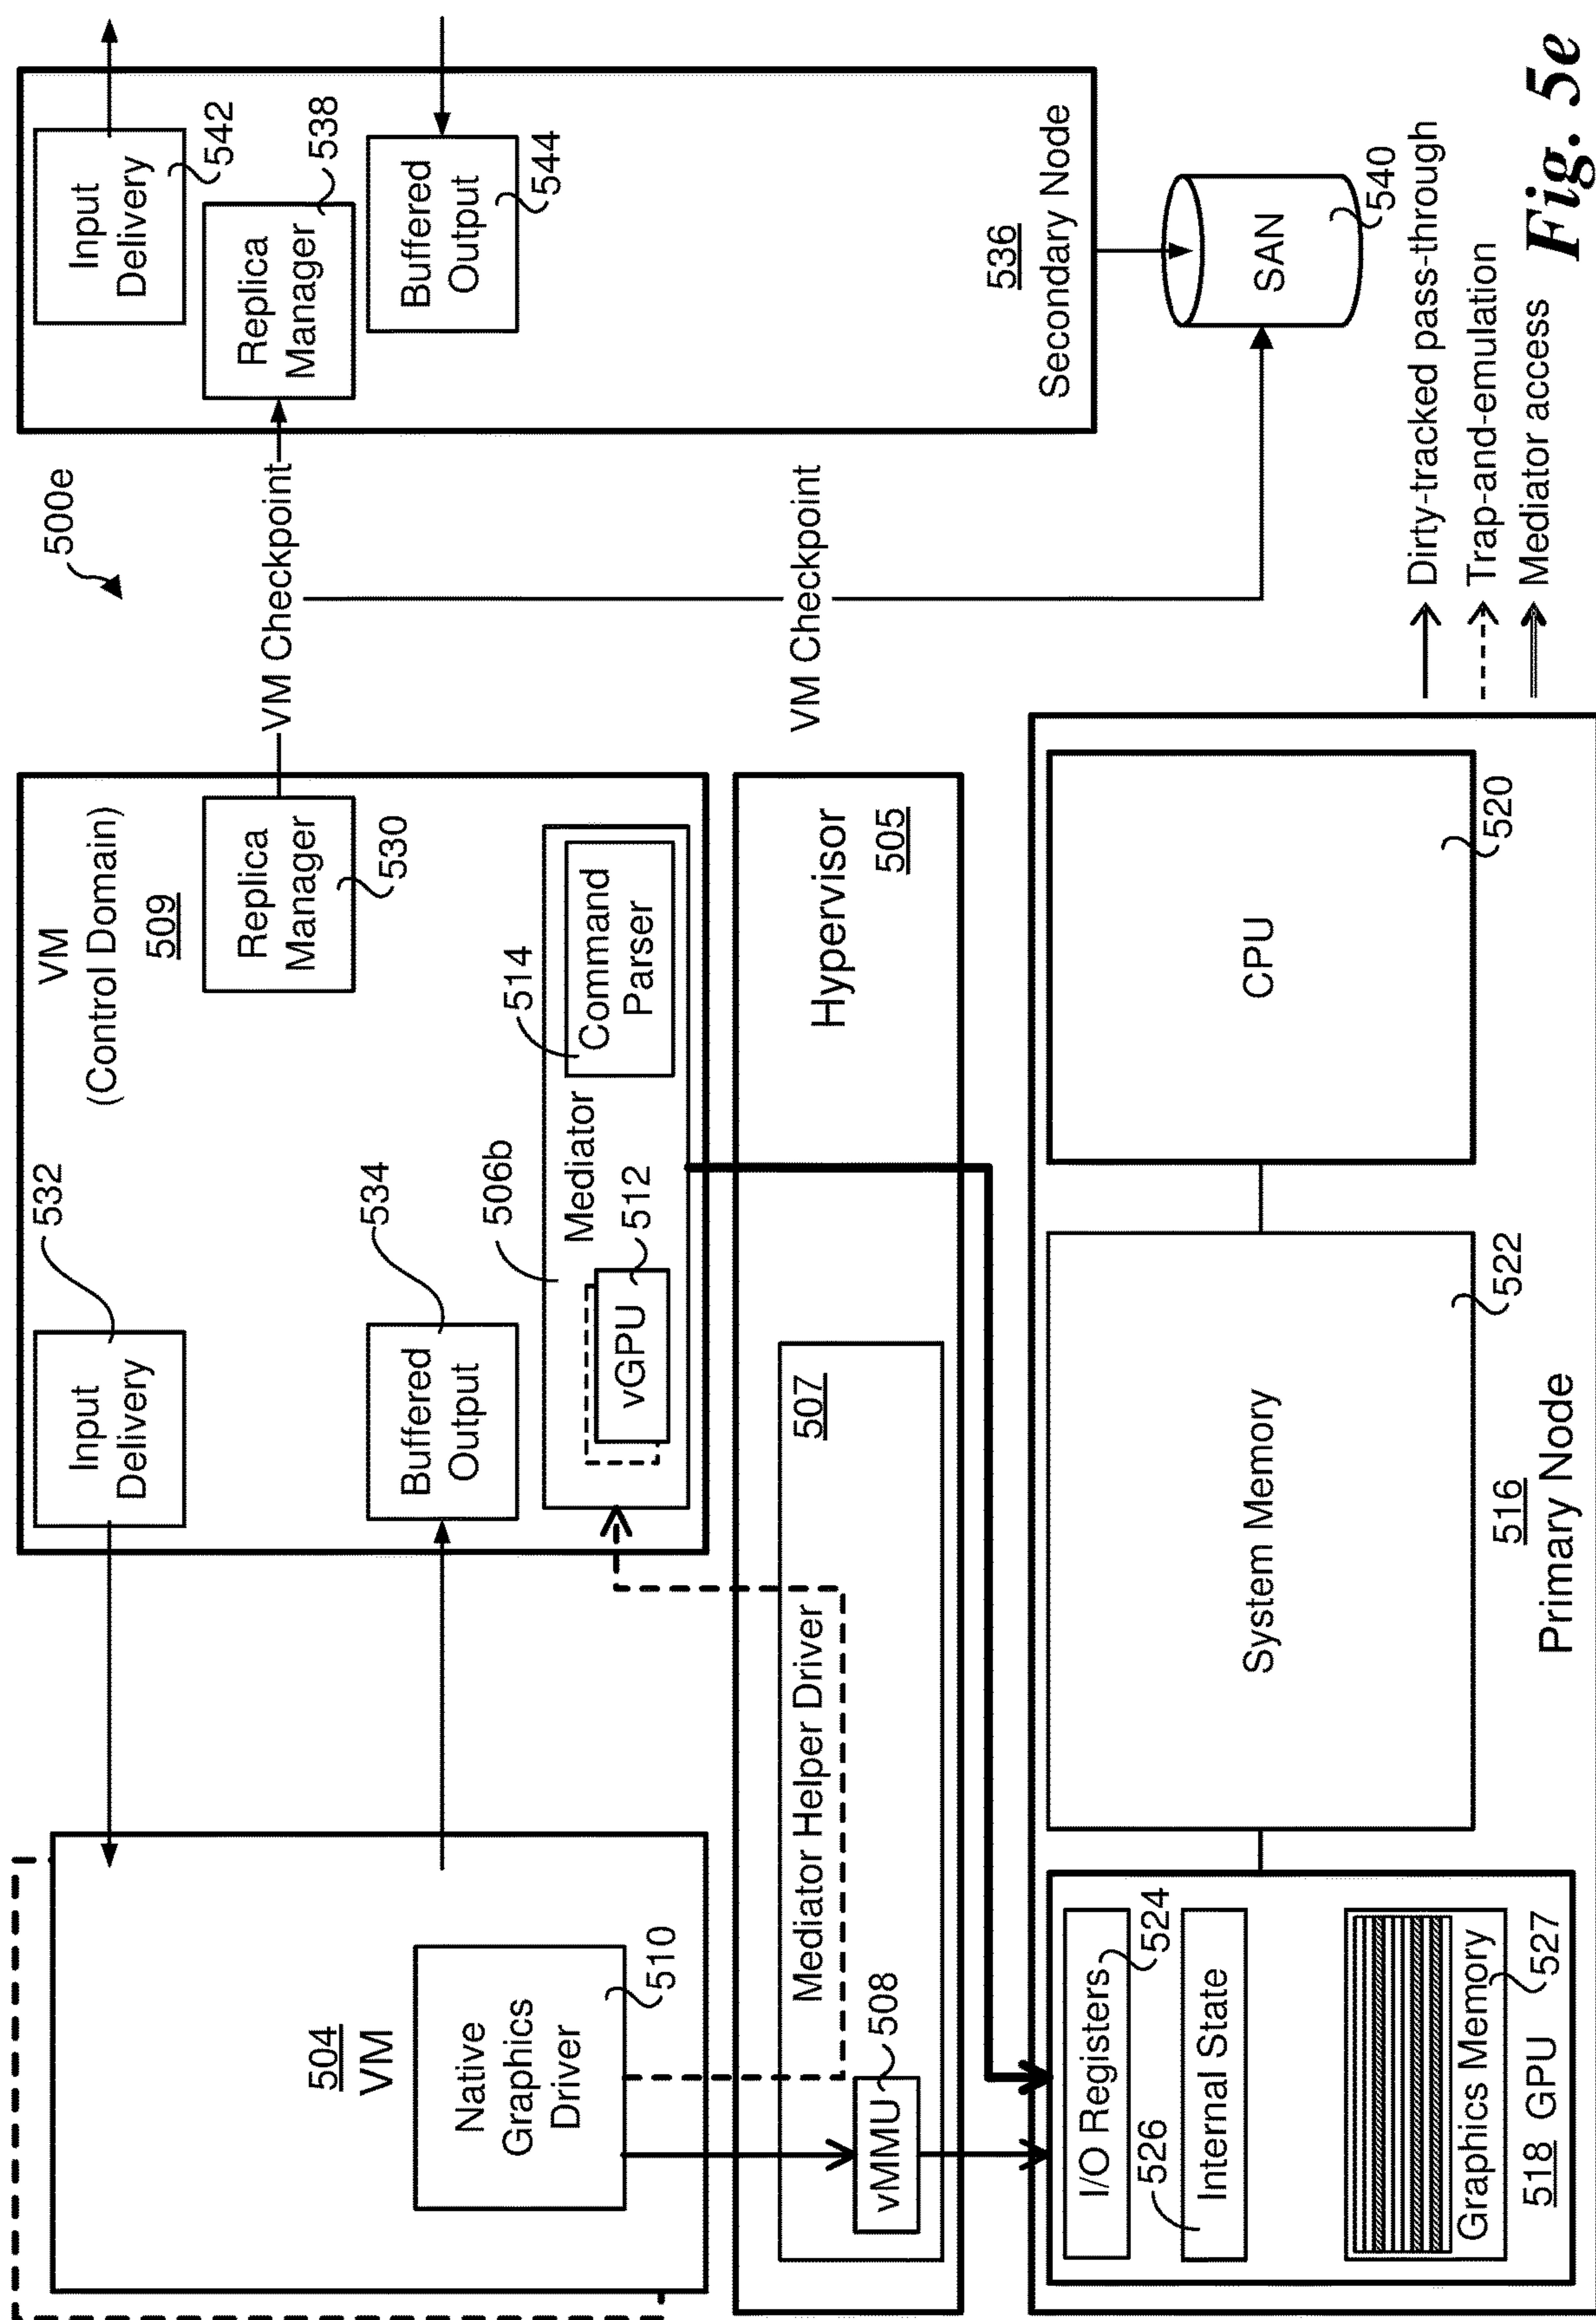 500e
504
VM
Native
Graphics
Driver
510
Input
Delivery
532
Buffered
Output
534
VM
(Control Domain)
509
Replica
Manager
530
506b
Mediator
vGPU
512
514
Command
Parser
VM Checkpoint
VM Checkpoint
Input
Delivery
542
Replica
Manager
538
Buffered
Output
544
536
Secondary Node
SAN
540
Hypervisor
505
507
Mediator Helper Driver
vMMU
508
I/O Registers
524
526
Internal State
Graphics Memory
527
518 GPU
System Memory
522
CPU
520
516
Primary Node
Dirty-tracked pass-through
Trap-and-emulation
Mediator access
Fig. 5e